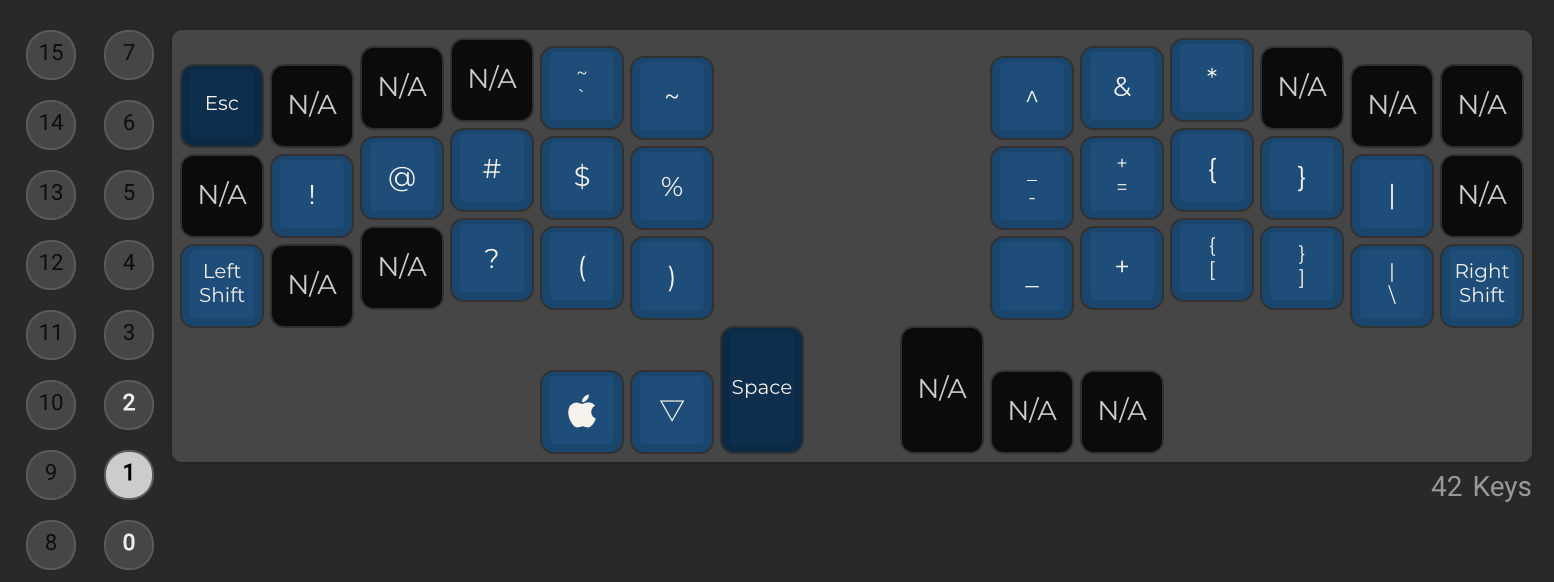 15 7
14 6
13 5
12 4
11 3
10 2
9 1
8 0
Esc N/A N/A N/A ~ ~ ^ & * N/A N/A N/A
`
N/A ! @ # $ % _ + { } | N/A
- =
Left N/A N/A ? ( ) _ + { } | Right
Shift [ ] \ Shift
▽ Space N/A N/A N/A
42 Keys